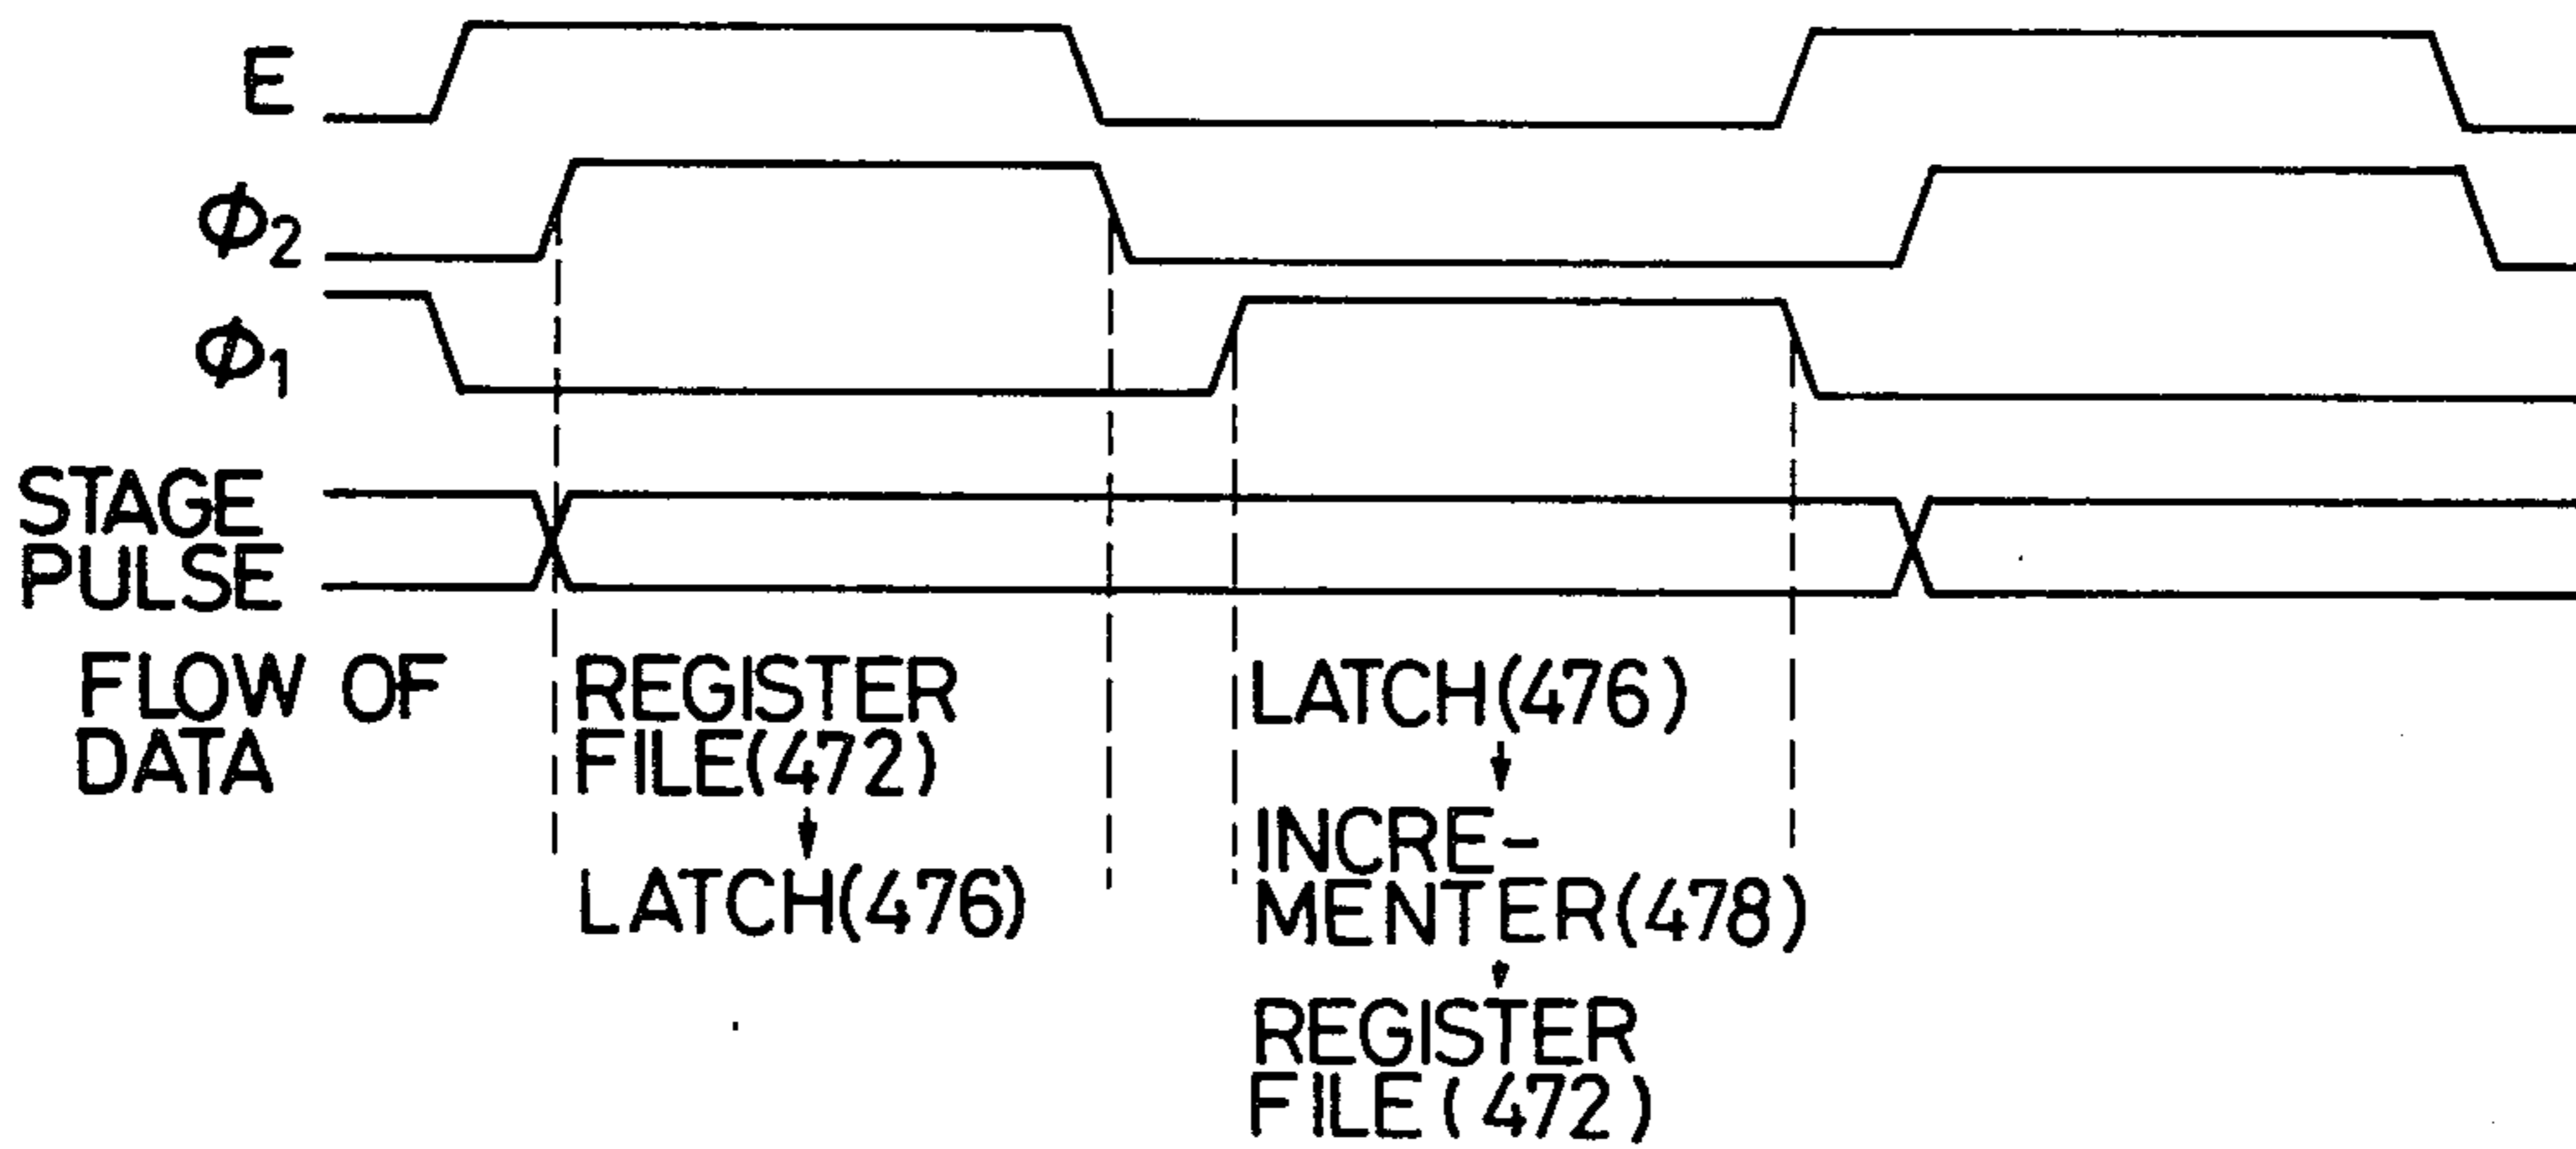 E
ϕ2
ϕ1
STAGE
PULSE
FLOW OF
DATA
REGISTER
FILE(472)
LATCH(476)
LATCH(476)
INCRE-
MENTER(478)
REGISTER
FILE(472)